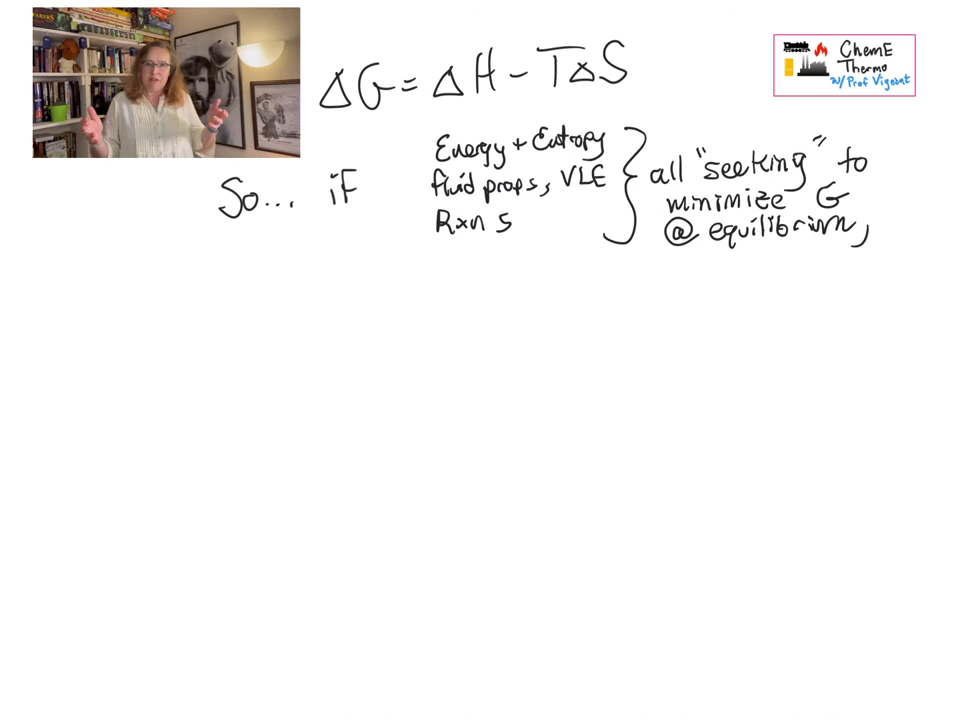 ΔG = ΔH - TΔS
ChemE
Thermo
w/ Prof Vigeant
So... if
Energy + Entropy
fluid props, VLE
Rxn s
all "seeking" to
minimize G
@ equilibrium,